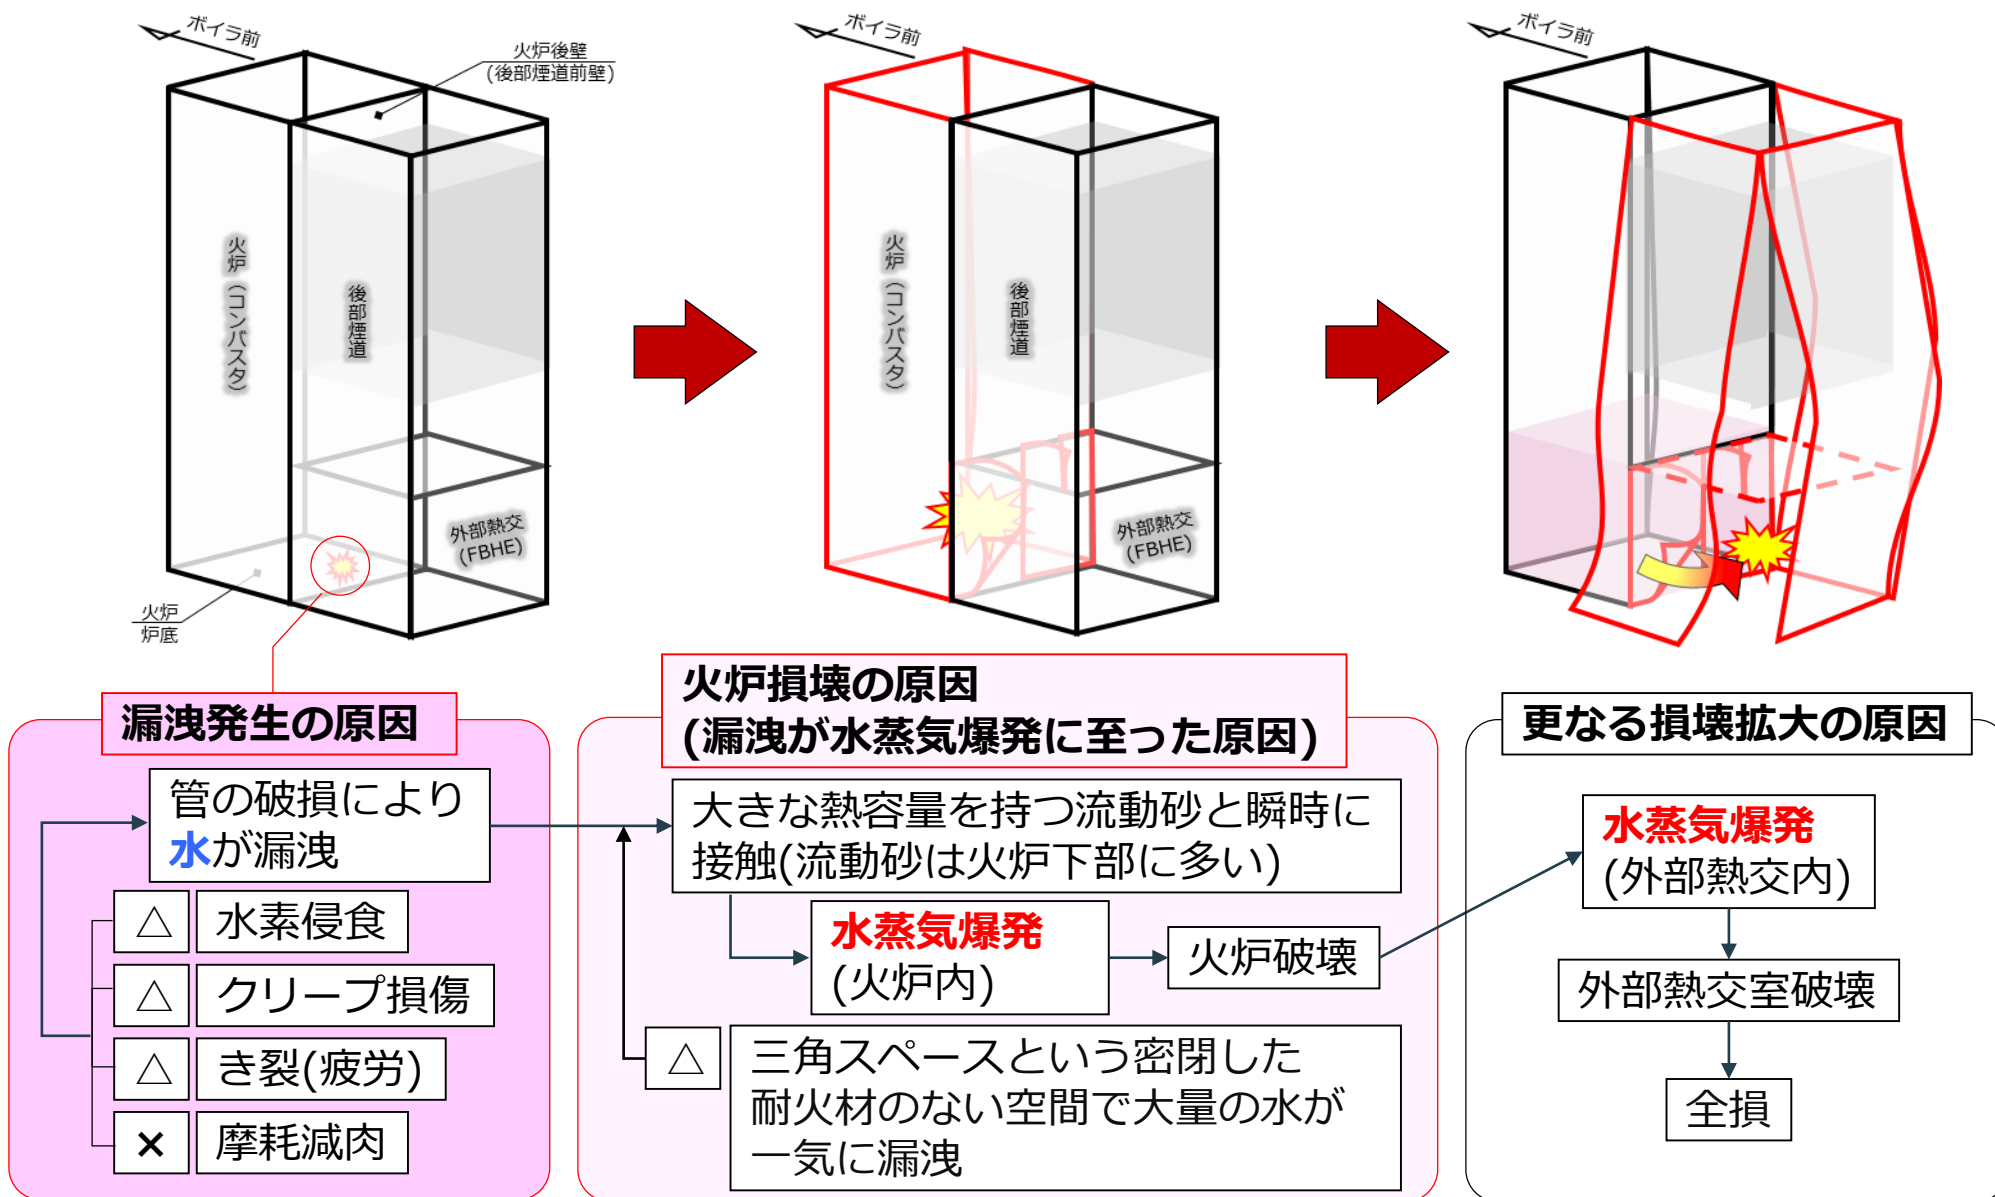 ボイラ前
火炉後壁
(後部煙道前壁)
火炉(コンバスタ)
後部煙道
外部熱交
(FBHE)
火炉
炉底
ボイラ前
火炉(コンバスタ)
後部煙道
外部熱交
(FBHE)
ボイラ前
漏洩発生の原因
管の破損により
水が漏洩
△ 水素侵食
△ クリープ損傷
△ き裂(疲労)
× 摩耗減肉
火炉損壊の原因
(漏洩が水蒸気爆発に至った原因)
大きな熱容量を持つ流動砂と瞬時に
接触(流動砂は火炉下部に多い)
水蒸気爆発
(火炉内)
火炉破壊
△ 三角スペースという密閉した
耐火材のない空間で大量の水が
一気に漏洩
更なる損壊拡大の原因
水蒸気爆発
(外部熱交内)
外部熱交室破壊
全損